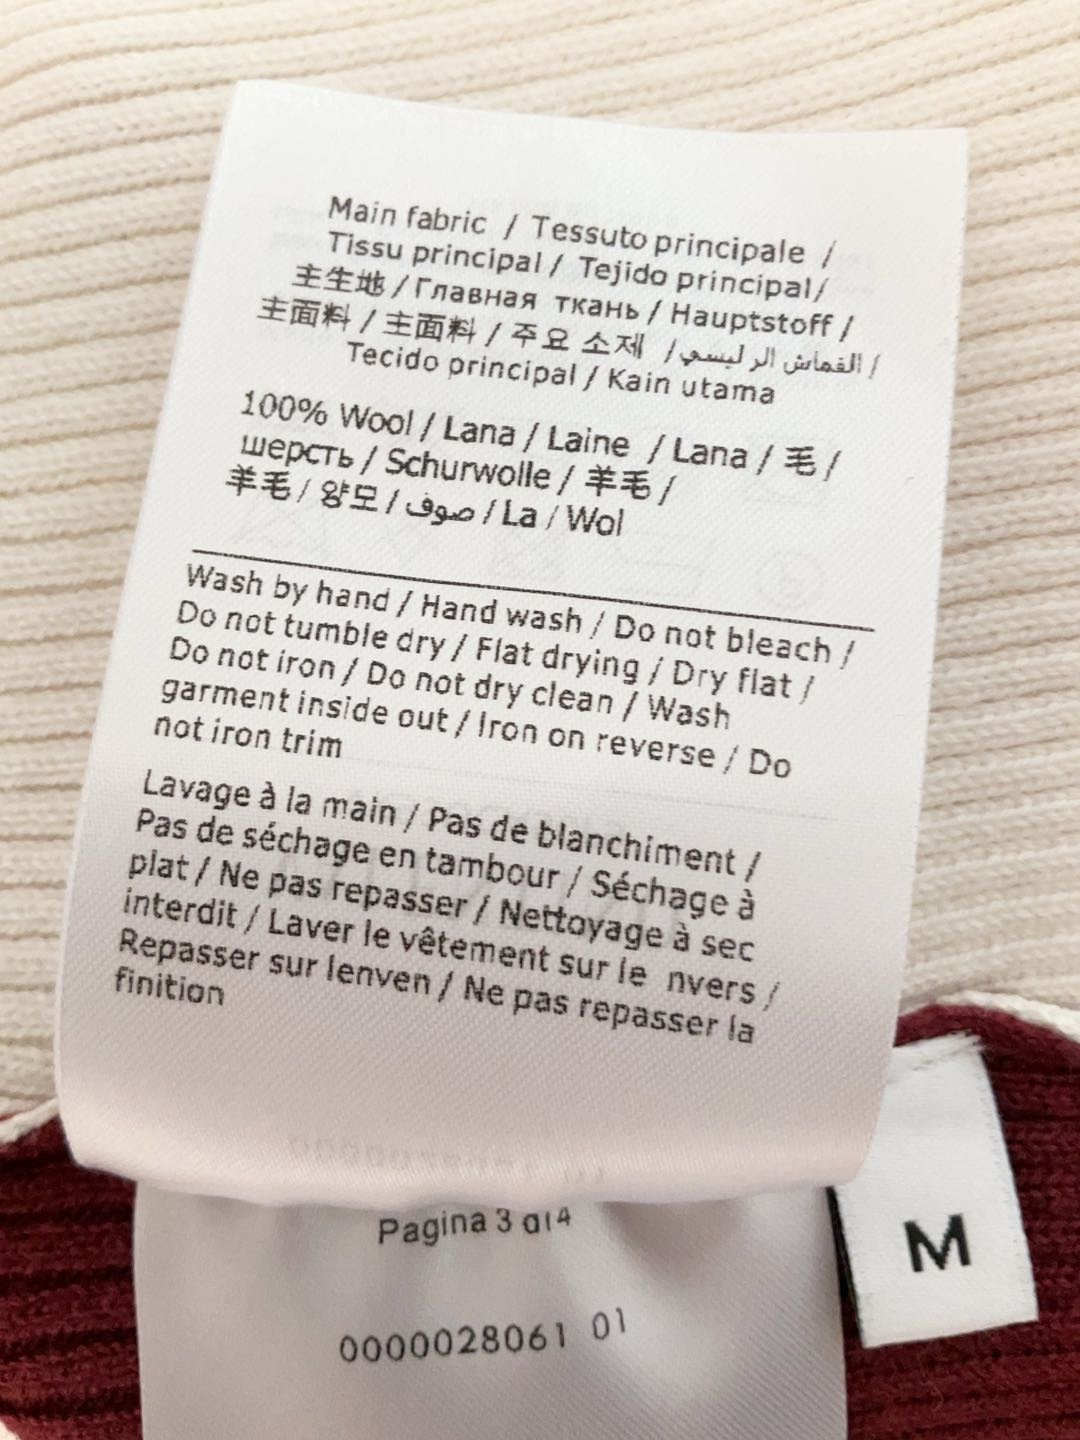 Main fabric / Tessuto principale /
Tissu principal / Tejido principal/
主生地 / Главная ткань / Hauptstoff /
主面料 / 主面料 / 주요 소제 / القماش الرئيسي /
Tecido principal / Kain utama
100% Wool / Lana / Laine / Lana / 毛 /
шерсть / Schurwolle / 羊毛 /
羊毛 / 양모 / صوف / La / Wol
Wash by hand / Hand wash / Do not bleach /
Do not tumble dry / Flat drying / Dry flat /
Do not iron / Do not dry clean / Wash
garment inside out / Iron on reverse / Do
not iron trim
Lavage à la main / Pas de blanchiment /
Pas de séchage en tambour / Séchage à
plat / Ne pas repasser / Nettoyage à sec
interdit / Laver le vêtement sur le nvers /
Repasser sur lenven / Ne pas repasser la
finition
Pagina 3 di 4
0000028061 01
M